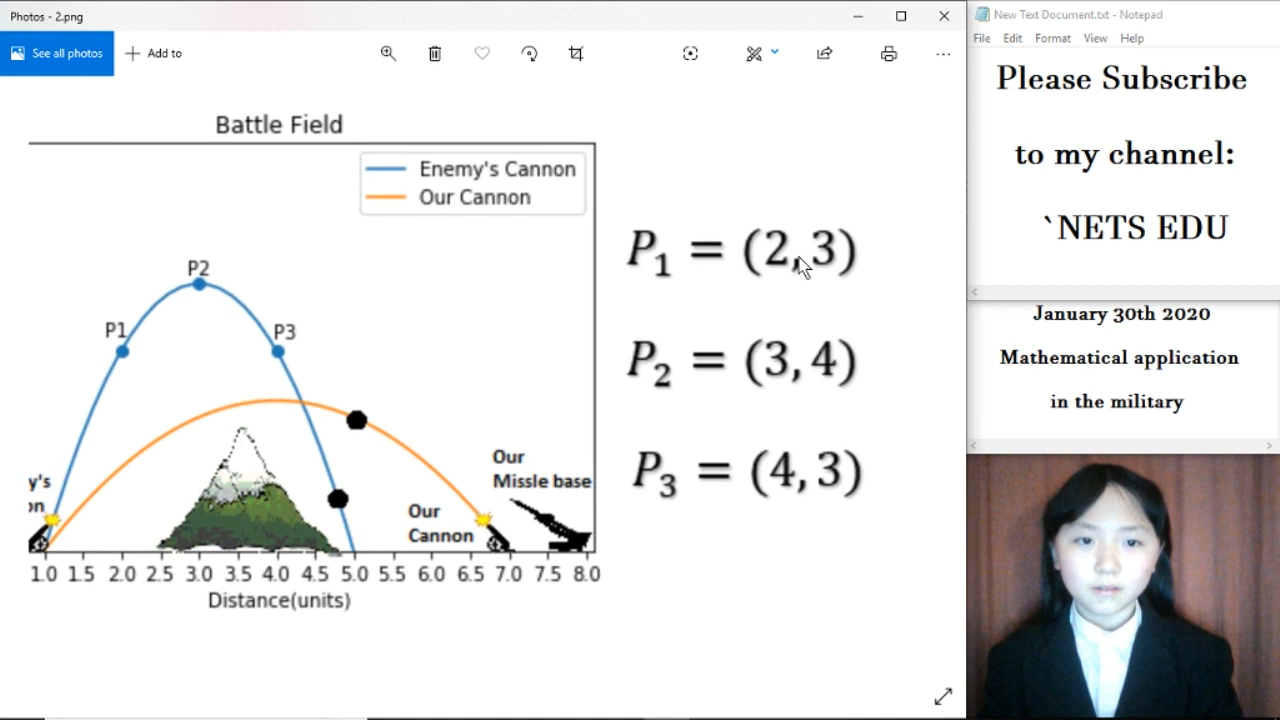 Photos - 2.png
See all photos
Add to
Battle Field
Enemy's Cannon
Our Cannon
P2
P1
P3
P1 = (2, 3)
P2 = (3, 4)
P3 = (4, 3)
y's
on
Our
Missle base
Our
Cannon
1.0 1.5 2.0 2.5 3.0 3.5 4.0 4.5 5.0 5.5 6.0 6.5 7.0 7.5 8.0
Distance(units)
New Text Document.txt - Notepad
File Edit Format View Help
Please Subscribe
to my channel:
`NETS EDU
January 30th 2020
Mathematical application
in the military